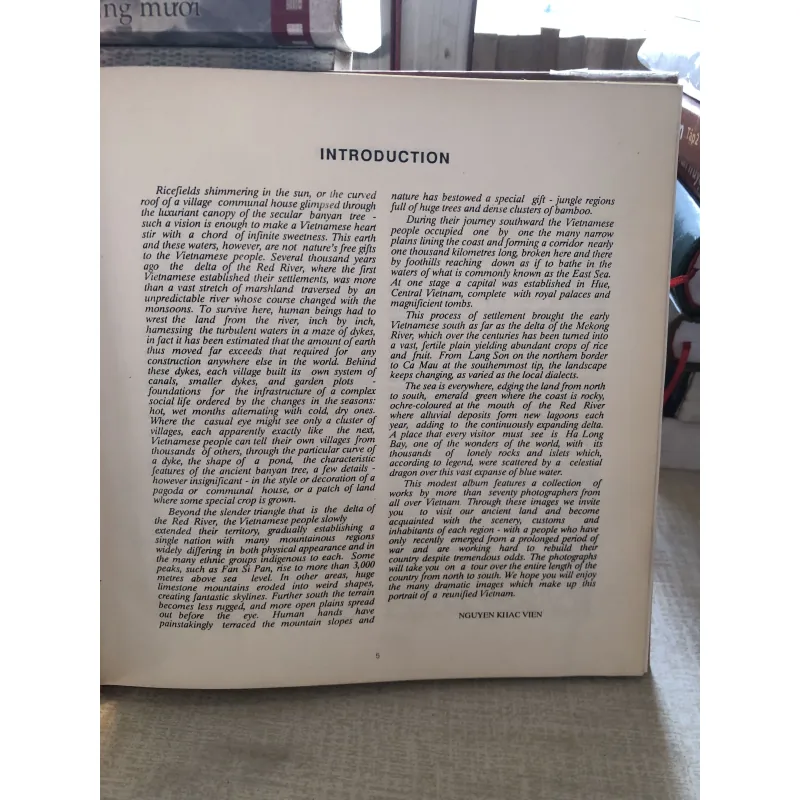 ng mươi
Tập 2
INTRODUCTION
Ricefields shimmering in the sun, or the curved
roof of a village communal house glimpsed through
the luxuriant canopy of the secular banyan tree -
such a vision is enough to make a Vietnamese heart
stir with a chord of infinite sweetness. This earth
and these waters, however, are not nature's free gifts
to the Vietnamese people. Several thousand years
ago the delta of the Red River, where the first
Vietnamese established their settlements, was more
than a vast stretch of marshland traversed by an
unpredictable river whose course changed with the
monsoons. To survive here, human beings had to
wrest the land from the river, inch by inch,
harnessing the turbulent waters in a maze of dykes,
in fact it has been estimated that the amount of earth
thus moved far exceeds that required for any
construction anywhere else in the world. Behind
these dykes, each village built its own system of
canals, smaller dykes, and garden plots -
foundations for the infrastructure of a complex
social life ordered by the changes in the seasons:
hot, wet months alternating with cold, dry ones.
Where the casual eye might see only a cluster of
villages, each apparently exactly like the next,
Vietnamese people can tell their own villages from
thousands of others, through the particular curve of
a dyke, the shape of a pond, the characteristic
features of the ancient banyan tree, a few details -
however insignificant - in the style or decoration of a
pagoda or communal house, or a patch of land
where some special crop is grown.
Beyond the slender triangle that is the delta of
the Red River, the Vietnamese people slowly
extended their territory, gradually establishing a
single nation with many mountainous regions
widely differing in both physical appearance and in
the many ethnic groups indigenous to each. Some
peaks, such as Fan Si Pan, rise to more than 3,000
metres above sea level. In other areas, huge
limestone mountains eroded into weird shapes,
creating fantastic skylines. Further south the terrain
becomes less rugged, and more open plains spread
out before the eye. Human hands have
painstakingly terraced the mountain slopes and
nature has bestowed a special gift - jungle regions
full of huge trees and dense clusters of bamboo.
During their journey southward the Vietnamese
people occupied one by one the many narrow
plains lining the coast and forming a corridor nearly
one thousand kilometres long, broken here and there
by foothills reaching down as if to bathe in the
waters of what is commonly known as the East Sea.
At one stage a capital was established in Hue,
Central Vietnam, complete with royal palaces and
magnificient tombs.
This process of settlement brought the early
Vietnamese south as far as the delta of the Mekong
River, which over the centuries has been turned into
a vast, fertile plain yielding abundant crops of rice
and fruit. From Lang Son on the northern border
to Ca Mau at the southernmost tip, the landscape
keeps changing, as varied as the local dialects.
The sea is everywhere, edging the land from north
to south, emerald green where the coast is rocky,
ochre-coloured at the mouth of the Red River
where alluvial deposits form new lagoons each
year, adding to the continuously expanding delta.
A place that every visitor must see is Ha Long
Bay, one of the wonders of the world, with its
thousands of lonely rocks and islets which,
according to legend, were scattered by a celestial
dragon over this vast expanse of blue water.
This modest album features a collection of
works by more than seventy photographers from
all over Vietnam. Through these images we invite
you to visit our ancient land and become
acquainted with the scenery, customs and
inhabitants of each region - with a people who have
only recently emerged from a prolonged period of
war and are working hard to rebuild their
country despite tremendous odds. The photographs
will take you on a tour over the entire length of the
country from north to south. We hope you will enjoy
the many dramatic images which make up this
portrait of a reunified Vietnam.
NGUYEN KHAC VIEN